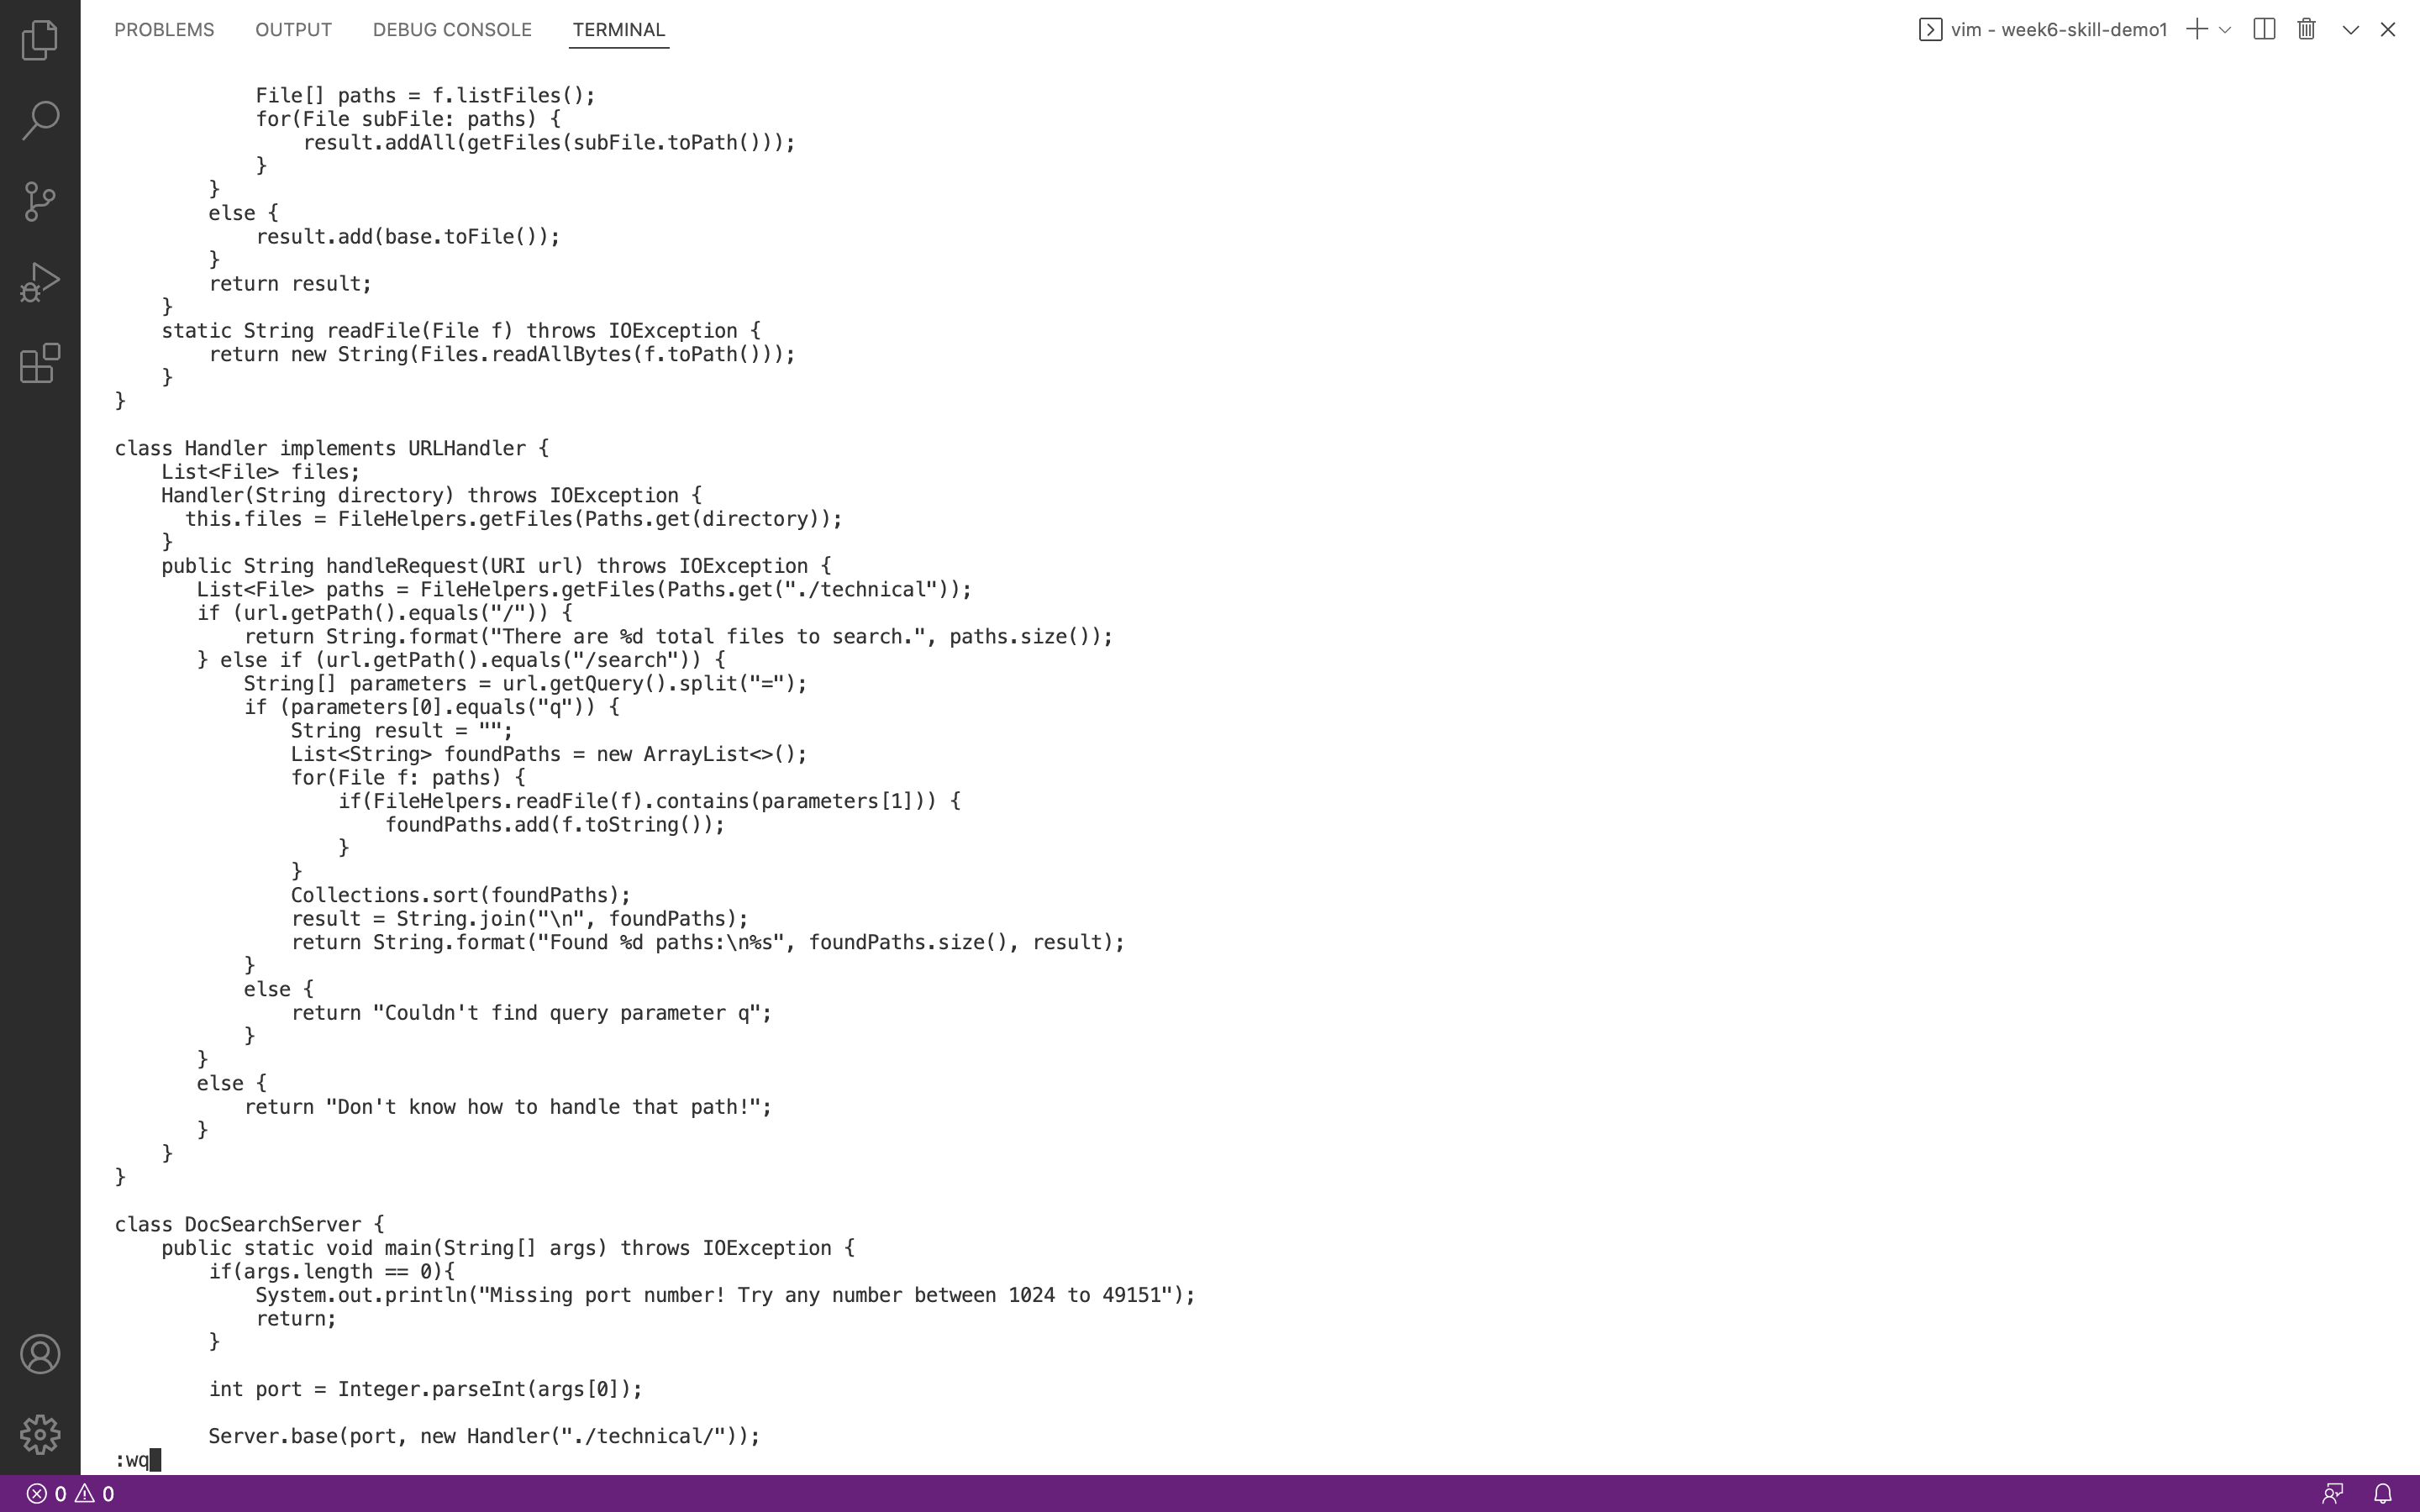 PROBLEMS OUTPUT DEBUG CONSOLE TERMINAL vim - week6-skill-demo1
            File[] paths = f.listFiles();
            for(File subFile: paths) {
                result.addAll(getFiles(subFile.toPath()));
            }
        }
        else {
            result.add(base.toFile());
        }
        return result;
    }
    static String readFile(File f) throws IOException {
        return new String(Files.readAllBytes(f.toPath()));
    }
}

class Handler implements URLHandler {
    List<File> files;
    Handler(String directory) throws IOException {
      this.files = FileHelpers.getFiles(Paths.get(directory));
    }
    public String handleRequest(URI url) throws IOException {
       List<File> paths = FileHelpers.getFiles(Paths.get("./technical"));
       if (url.getPath().equals("/")) {
           return String.format("There are %d total files to search.", paths.size());
       } else if (url.getPath().equals("/search")) {
           String[] parameters = url.getQuery().split("=");
           if (parameters[0].equals("q")) {
               String result = "";
               List<String> foundPaths = new ArrayList<>();
               for(File f: paths) {
                   if(FileHelpers.readFile(f).contains(parameters[1])) {
                       foundPaths.add(f.toString());
                   }
               }
               Collections.sort(foundPaths);
               result = String.join("\n", foundPaths);
               return String.format("Found %d paths:\n%s", foundPaths.size(), result);
           }
           else {
               return "Couldn't find query parameter q";
           }
       }
       else {
           return "Don't know how to handle that path!";
       }
    }
}

class DocSearchServer {
    public static void main(String[] args) throws IOException {
        if(args.length == 0){
            System.out.println("Missing port number! Try any number between 1024 to 49151");
            return;
        }

        int port = Integer.parseInt(args[0]);

        Server.base(port, new Handler("./technical/"));
:wq
0 0